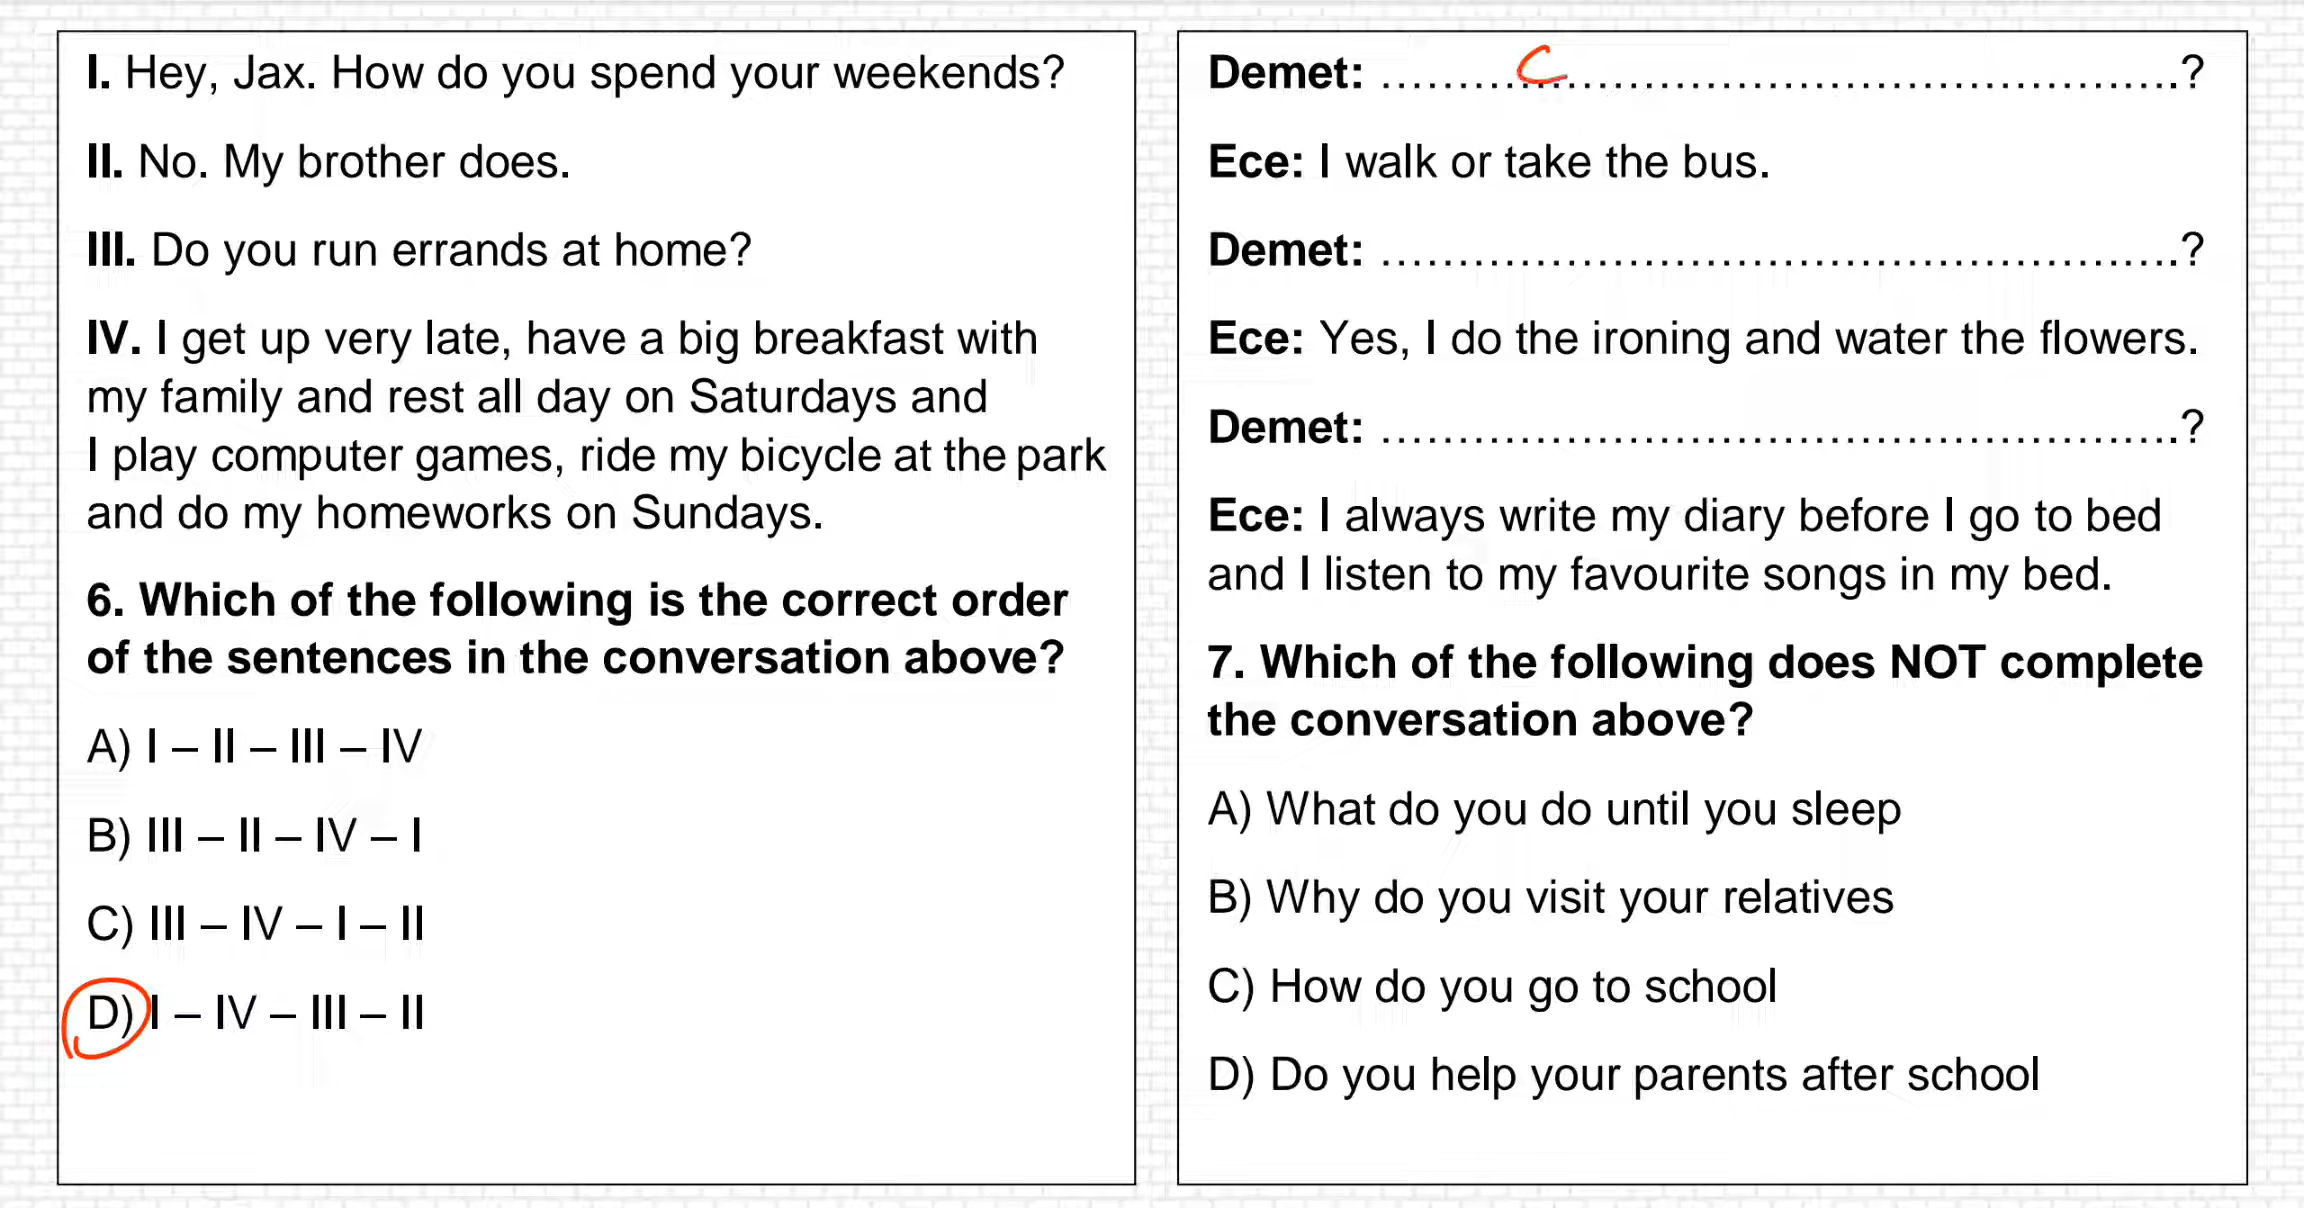 I. Hey, Jax. How do you spend your weekends?
II. No. My brother does.
III. Do you run errands at home?
IV. I get up very late, have a big breakfast with
my family and rest all day on Saturdays and
I play computer games, ride my bicycle at the park
and do my homeworks on Sundays.
6. Which of the following is the correct order
of the sentences in the conversation above?
A) I – II – III – IV
B) III – II – IV – I
C) III – IV – I – II
D) I – IV – III – II
C
Demet: ....................................................?
Ece: I walk or take the bus.
Demet: ....................................................?
Ece: Yes, I do the ironing and water the flowers.
Demet: ....................................................?
Ece: I always write my diary before I go to bed
and I listen to my favourite songs in my bed.
7. Which of the following does NOT complete
the conversation above?
A) What do you do until you sleep
B) Why do you visit your relatives
C) How do you go to school
D) Do you help your parents after school